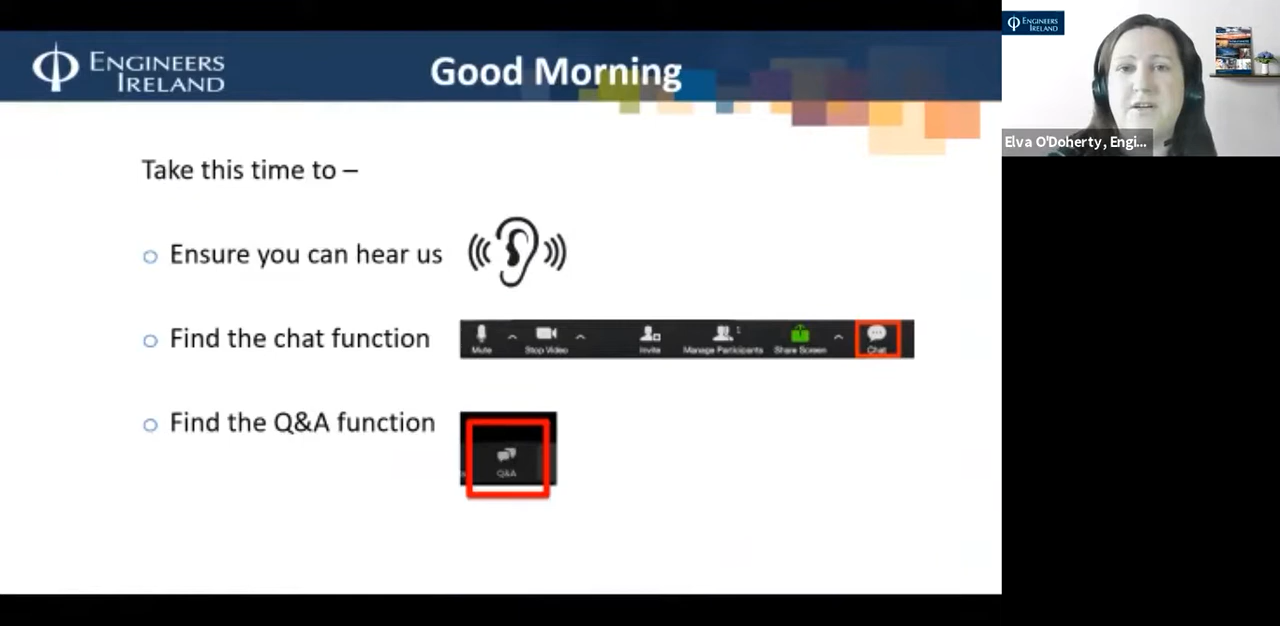 ENGINEERS
IRELAND
Good Morning
Take this time to –
Ensure you can hear us
Find the chat function
Mute
Stop Video
Invite
Manage Participants
1
Share Screen
Chat
Find the Q&A function
Q&A
ENGINEERS
IRELAND
Elva O'Doherty, Engi...